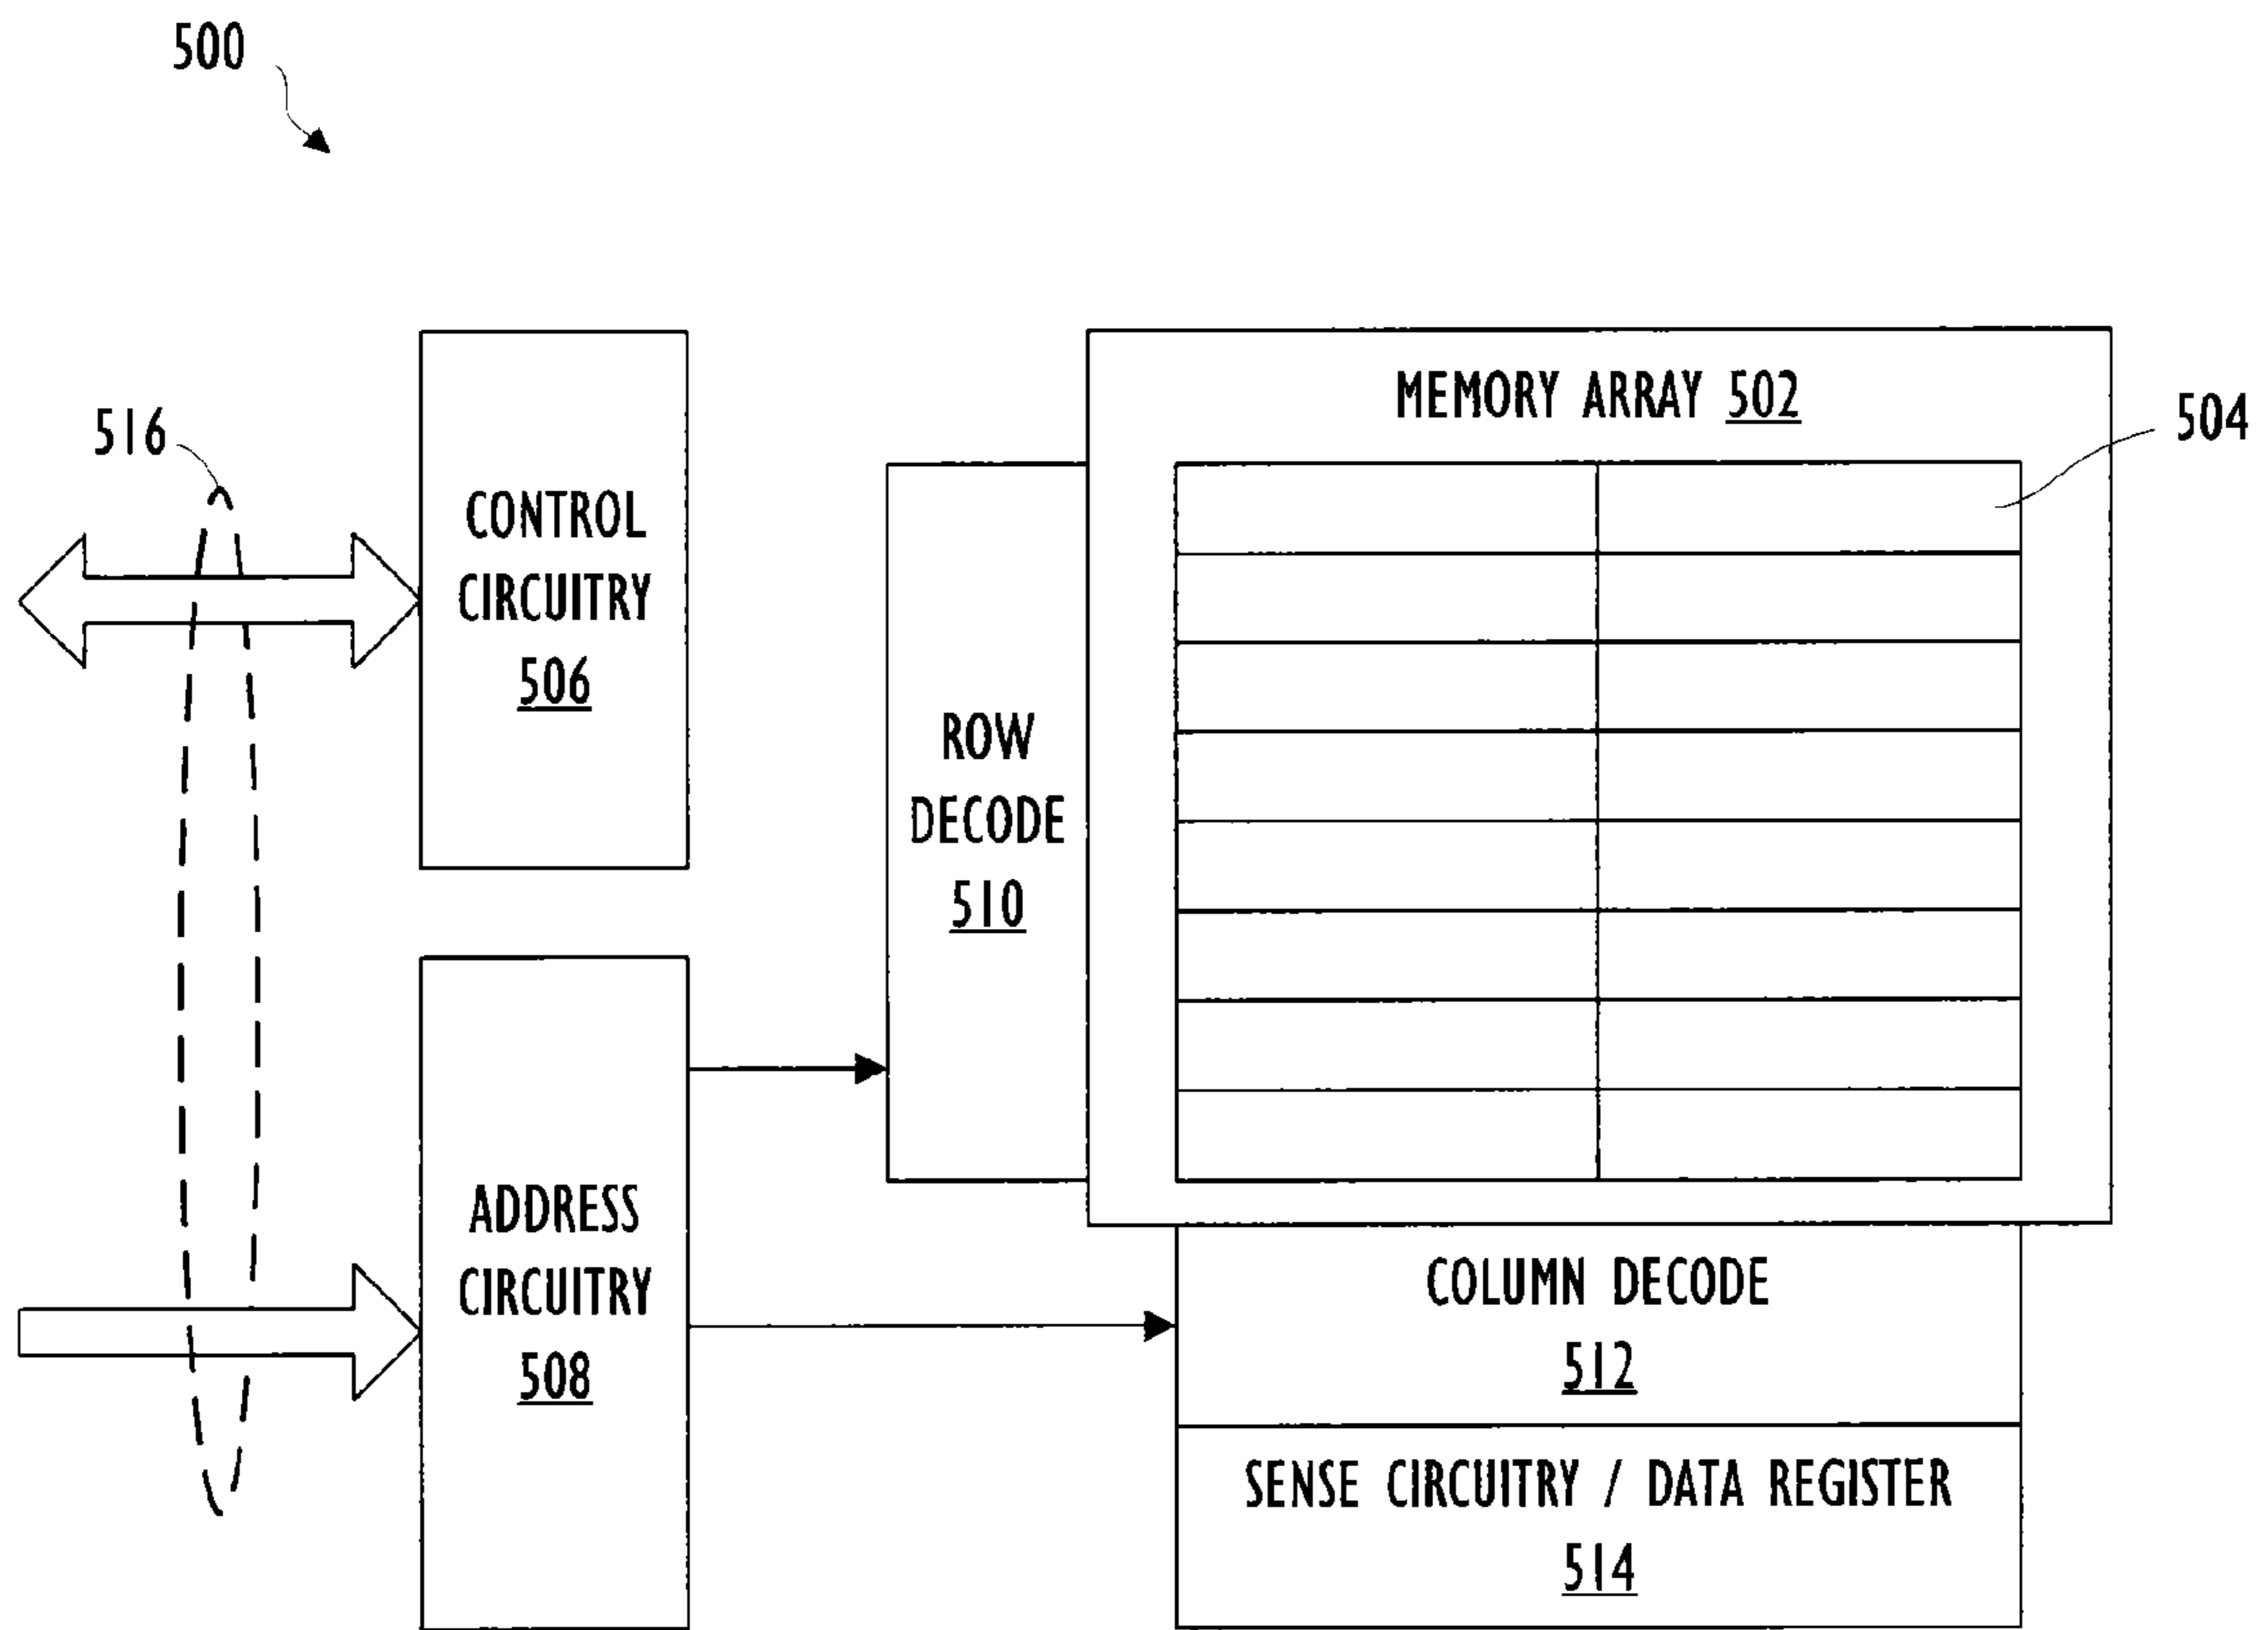 500
516
CONTROL
CIRCUITRY
506
MEMORY ARRAY 502
504
ROW
DECODE
510
ADDRESS
CIRCUITRY
508
COLUMN DECODE
512
SENSE CIRCUITRY / DATA REGISTER
514